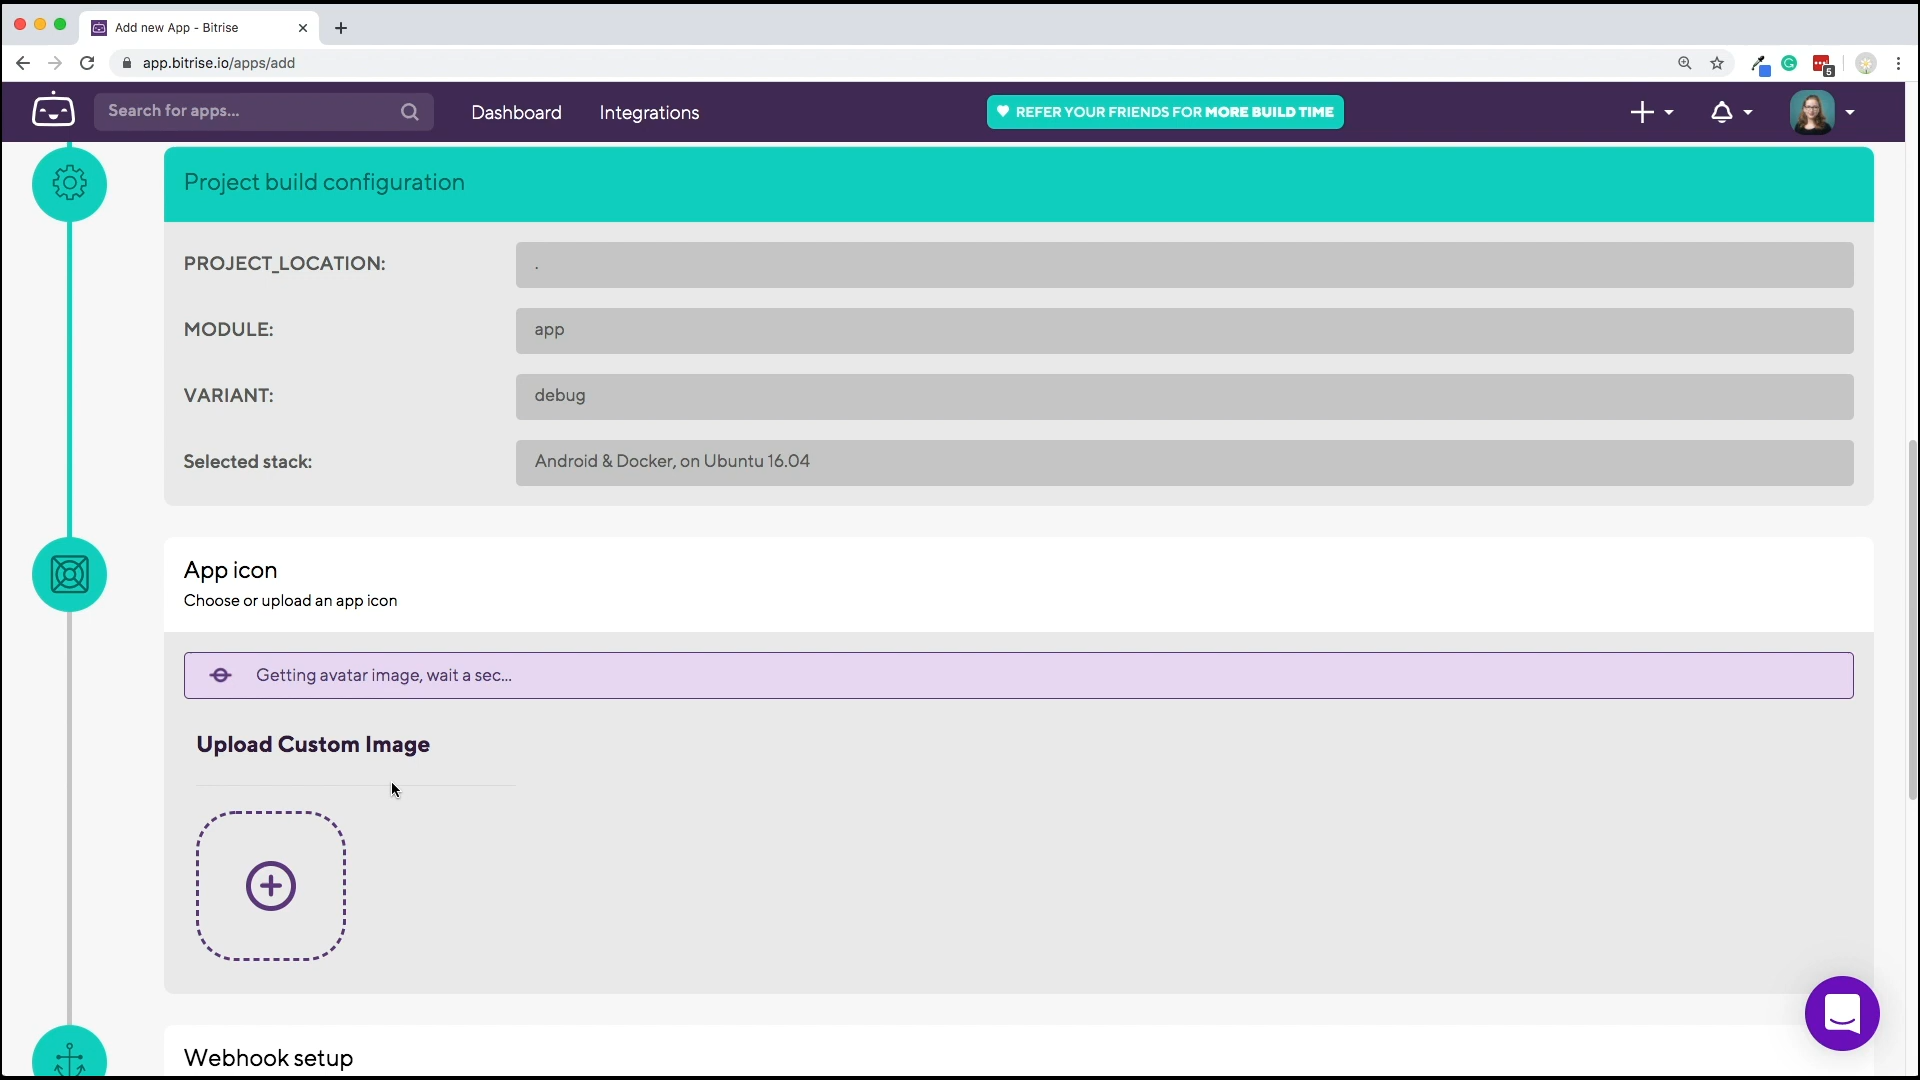 Add new App - Bitrise
app.bitrise.io/apps/add
5
Search for apps...
Dashboard
Integrations
REFER YOUR FRIENDS FOR MORE BUILD TIME
Project build configuration
PROJECT_LOCATION:
.
MODULE:
app
VARIANT:
debug
Selected stack:
Android & Docker, on Ubuntu 16.04
App icon
Choose or upload an app icon
Getting avatar image, wait a sec...
Upload Custom Image
Webhook setup